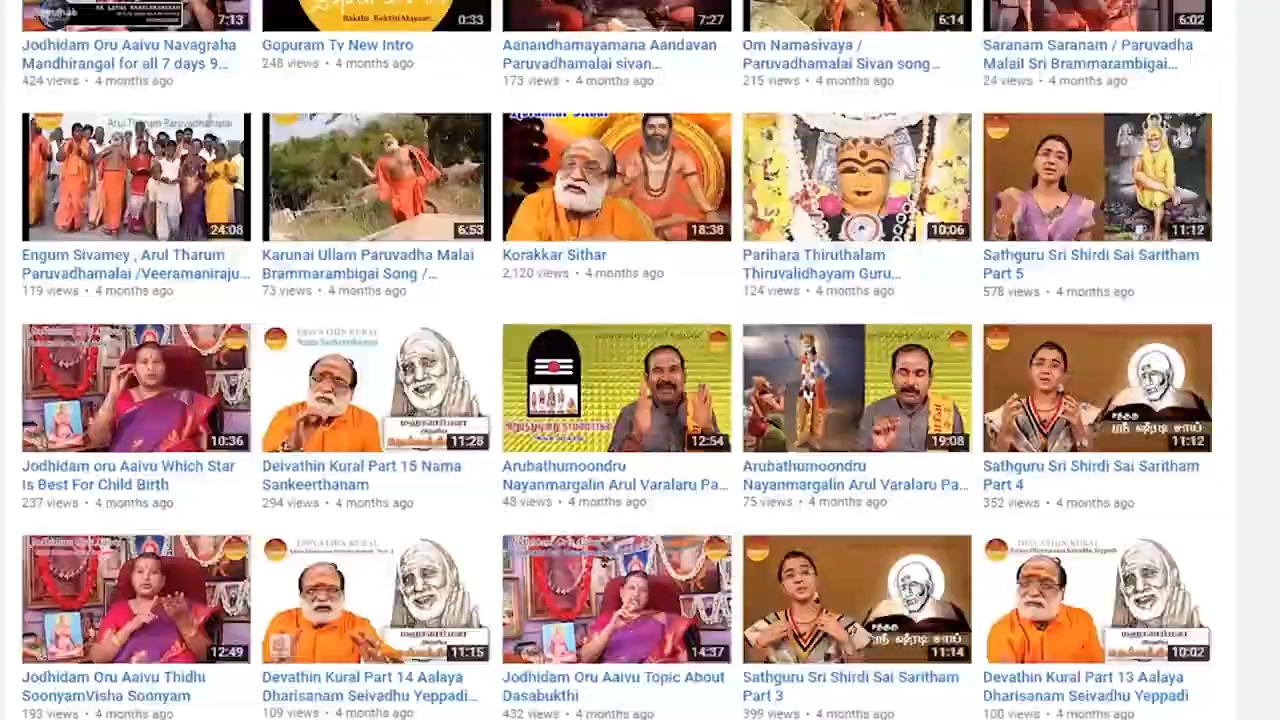 7:13
0:33
7:27
6:14
6:02
Jodhidam Oru Aaivu Navagraha
Mandhirangal for all 7 days 9...
424 views • 4 months ago
Gopuram Tv New Intro
248 views • 4 months ago
Aanandhamayamana Aandavan
Paruvadhamalai sivan...
173 views • 4 months ago
Om Namasivaya /
Paruvadhamalai Sivan song...
215 views • 4 months ago
Saranam Saranam / Paruvadha
Malail Sri Brammarambigai...
24 views • 4 months ago
Arul Tharum Paruvadhamalai
24:08
6:53
18:38
10:06
11:12
Engum Sivamey , Arul Tharum
Paruvadhamalai /Veeramaniraju...
119 views • 4 months ago
Karunai Ullam Paruvadha Malai
Brammarambigai Song /...
73 views • 4 months ago
Korakkar Sithar
2,120 views • 4 months ago
Parihara Thiruthalam
Thiruvalidhayam Guru...
124 views • 4 months ago
Sathguru Sri Shirdi Sai Saritham
Part 5
578 views • 4 months ago
10:36
DEIVATHIN KURAL
11:28
12:54
19:08
ஸ்ரீ ஷீரடி சாய்
11:12
Jodhidam oru Aaivu Which Star
Is Best For Child Birth
237 views • 4 months ago
Deivathin Kural Part 15 Nama
Sankeerthanam
294 views • 4 months ago
Arubathumoondru
Nayanmargalin Arul Varalaru Pa...
48 views • 4 months ago
Arubathumoondru
Nayanmargalin Arul Varalaru Pa...
75 views • 4 months ago
Sathguru Sri Shirdi Sai Saritham
Part 4
352 views • 4 months ago
12:49
DEIVATHIN KURAL
11:15
14:37
ஸ்ரீ ஷீரடி சாய்
11:14
DEIVATHIN KURAL
10:02
Jodhidam Oru Aaivu Thidhu
SoonyamVisha Soonyam
193 views • 4 months ago
Devathin Kural Part 14 Aalaya
Dharisanam Seivadhu Yeppadi...
109 views • 4 months ago
Jodhidam Oru Aaivu Topic About
Dasabukthi
432 views • 4 months ago
Sathguru Sri Shirdi Sai Saritham
Part 3
399 views • 4 months ago
Devathin Kural Part 13 Aalaya
Dharisanam Seivadhu Yeppadi
100 views • 4 months ago